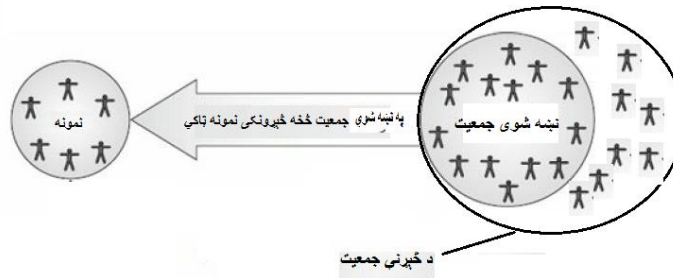 نښه شوی جمعیت
په نښه شوي جمعیت څخه څېړونکی نمونه ټاکي
نمونه
د څېړنې جمعیت